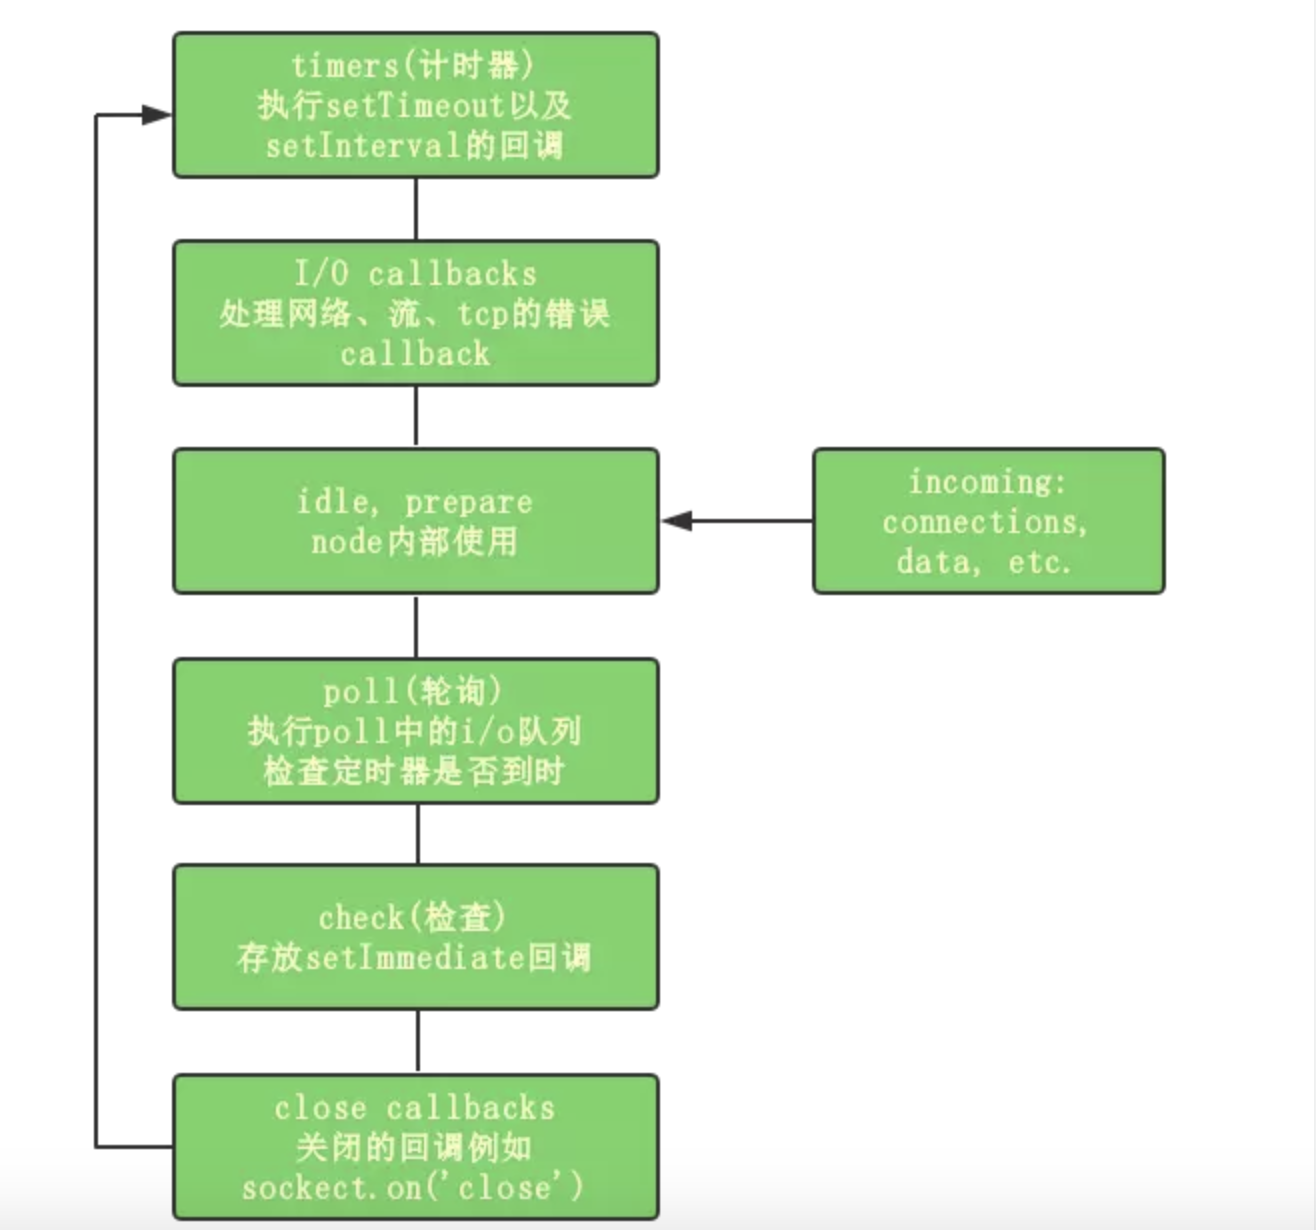 timers(计时器)
执行setTimeout以及
setInterval的回调
I/O callbacks
处理网络、流、tcp的错误
callback
idle, prepare
node内部使用
incoming:
connections,
data, etc.
poll(轮询)
执行poll中的i/o队列
检查定时器是否到时
check(检查)
存放setImmediate回调
close callbacks
关闭的回调例如
sockect.on('close')